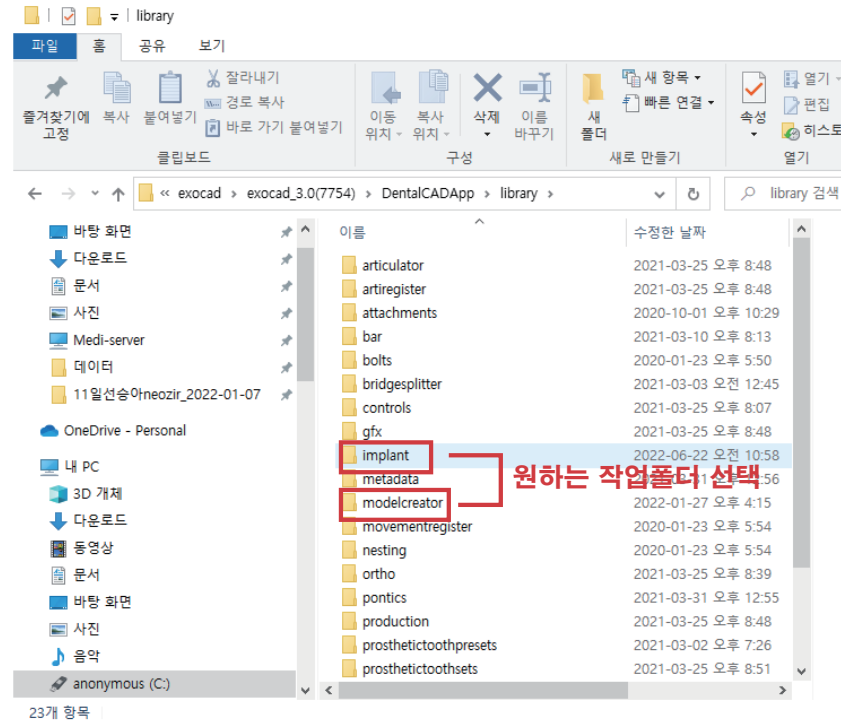 library
파일 홈 공유 보기
즐겨찾기에 고정
복사
붙여넣기
잘라내기
경로 복사
바로 가기 붙여넣기
클립보드
이동 위치
복사 위치
삭제
이름 바꾸기
구성
새 폴더
새 항목
빠른 연결
새로 만들기
속성
열기
편집
히스토
열기
« exocad > exocad_3.0(7754) > DentalCADApp > library >
library 검색
바탕 화면
다운로드
문서
사진
Medi-server
데이터
11일선승아neozir_2022-01-07
OneDrive - Personal
내 PC
3D 개체
다운로드
동영상
문서
바탕 화면
사진
음악
anonymous (C:)
이름 수정한 날짜
articulator 2021-03-25 오후 8:48
artiregister 2021-03-25 오후 8:48
attachments 2020-10-01 오후 10:29
bar 2021-03-10 오후 8:13
bolts 2020-01-23 오후 5:50
bridgesplitter 2021-03-03 오전 12:45
controls 2021-03-25 오후 8:07
gfx 2021-03-25 오후 8:48
implant 2022-06-22 오전 10:58
원하는 작업폴더 선택
metadata
modelcreator 2022-01-27 오후 4:15
movementregister 2020-01-23 오후 5:54
nesting 2020-01-23 오후 5:54
ortho 2021-03-25 오후 8:39
pontics 2021-03-31 오후 12:55
production 2021-03-25 오후 8:48
prosthetictoothpresets 2021-03-02 오후 7:26
prosthetictoothsets 2021-03-25 오후 8:51
23개 항목